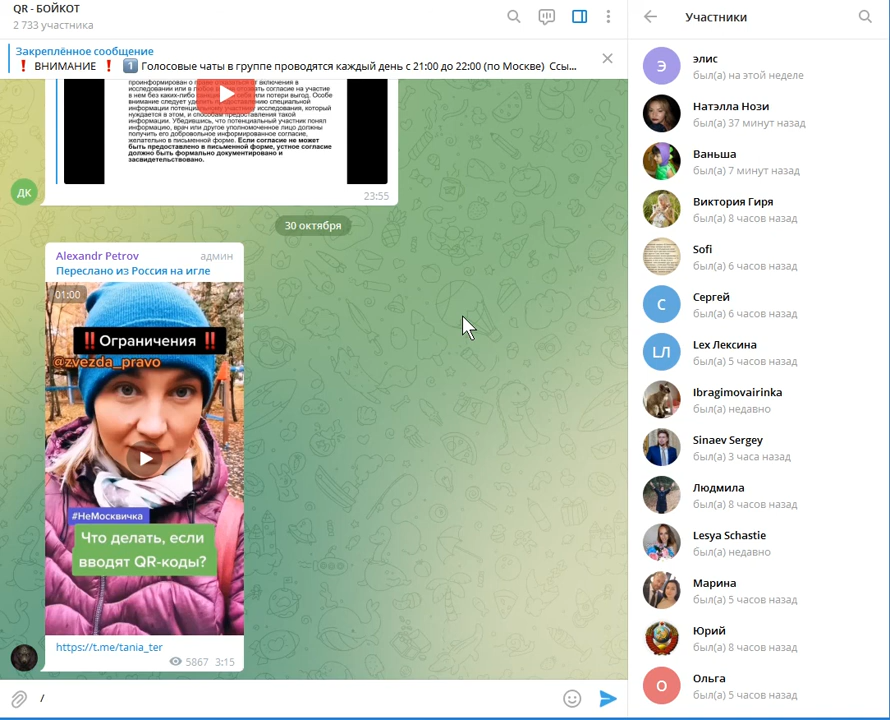 QR - БОЙКОТ
2 733 участника
Закреплённое сообщение
❗ ВНИМАНИЕ ❗ 1️⃣ Голосовые чаты в группе проводятся каждый день с 21:00 до 22:00 (по Москве) Ссы...
проинформирован о праве отказаться от включения в
исследовании или в любое
нем без каких-либо
или потери выгод. Особое
внимание следует уделить
информации потенциальному участнику исследования, который
нуждается в этом, и способам предоставления такой
информации. Убедившись, что потенциальный участник понял
информацию, врач или другое уполномоченное лицо должны
получить его добровольное информированное согласие,
желательно в письменной форме. Если согласие не может
быть предоставлено в письменной форме, устное согласие
должно быть формально документировано и
засвидетельствовано.
23:55
ДК
30 октября
Alexandr Petrov админ
Переслано из Россия на игле
01:00
‼️Ограничения ‼️
@zvezda_pravo
#НеМосквичка
Что делать, если
вводят QR-коды?
https://t.me/tania_ter
5867 3:15
/
Участники
Э
элис
был(а) на этой неделе
Натэлла Нози
был(а) 37 минут назад
Ваньша
был(а) 7 минут назад
Виктория Гиря
был(а) 8 часов назад
Sofi
был(а) 6 часов назад
С
Сергей
был(а) 6 часов назад
ЛЛ
Lex Лексина
был(а) 5 часов назад
Ibragimovairinka
был(а) недавно
Sinaev Sergey
был(а) 3 часа назад
Людмила
был(а) 8 часов назад
Lesya Schastie
был(а) недавно
Марина
был(а) 5 часов назад
Юрий
был(а) 8 часов назад
О
Ольга
был(а) 5 часов назад